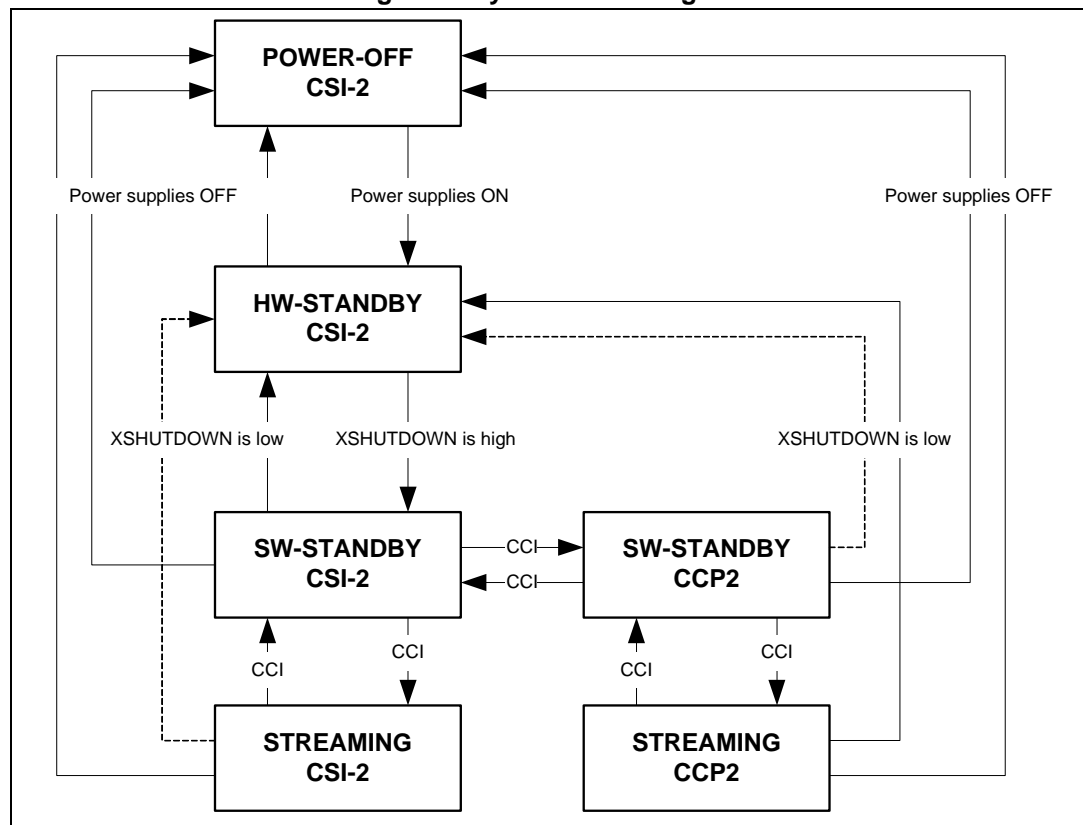 POWER-OFF
CSI-2
Power supplies OFF
Power supplies ON
Power supplies OFF
HW-STANDBY
CSI-2
XSHUTDOWN is low
XSHUTDOWN is high
XSHUTDOWN is low
SW-STANDBY
CSI-2
CCI
CCI
SW-STANDBY
CCP2
CCI
CCI
CCI
CCI
STREAMING
CSI-2
STREAMING
CCP2